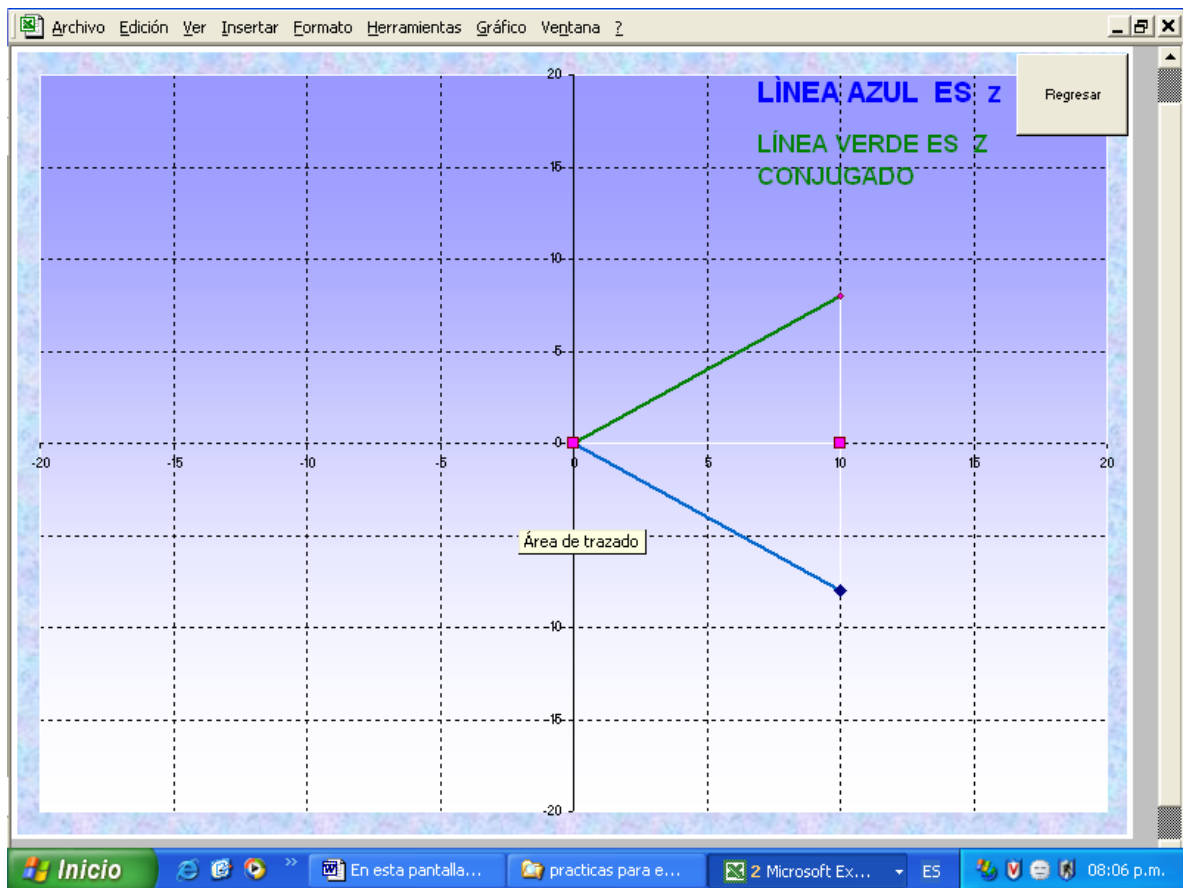 Archivo Edición Ver Insertar Formato Herramientas Gráfico Ventana ?
LÌNEA AZUL ES z
Regresar
LÍNEA VERDE ES Z
CONJUGADO
20
15
10
5
0
-20 -15 -10 -5 0 5 10 15 20
Área de trazado
-10
-15
-20
Inicio » En esta pantalla... practicas para e... 2 Microsoft Ex... ES 08:06 p.m.